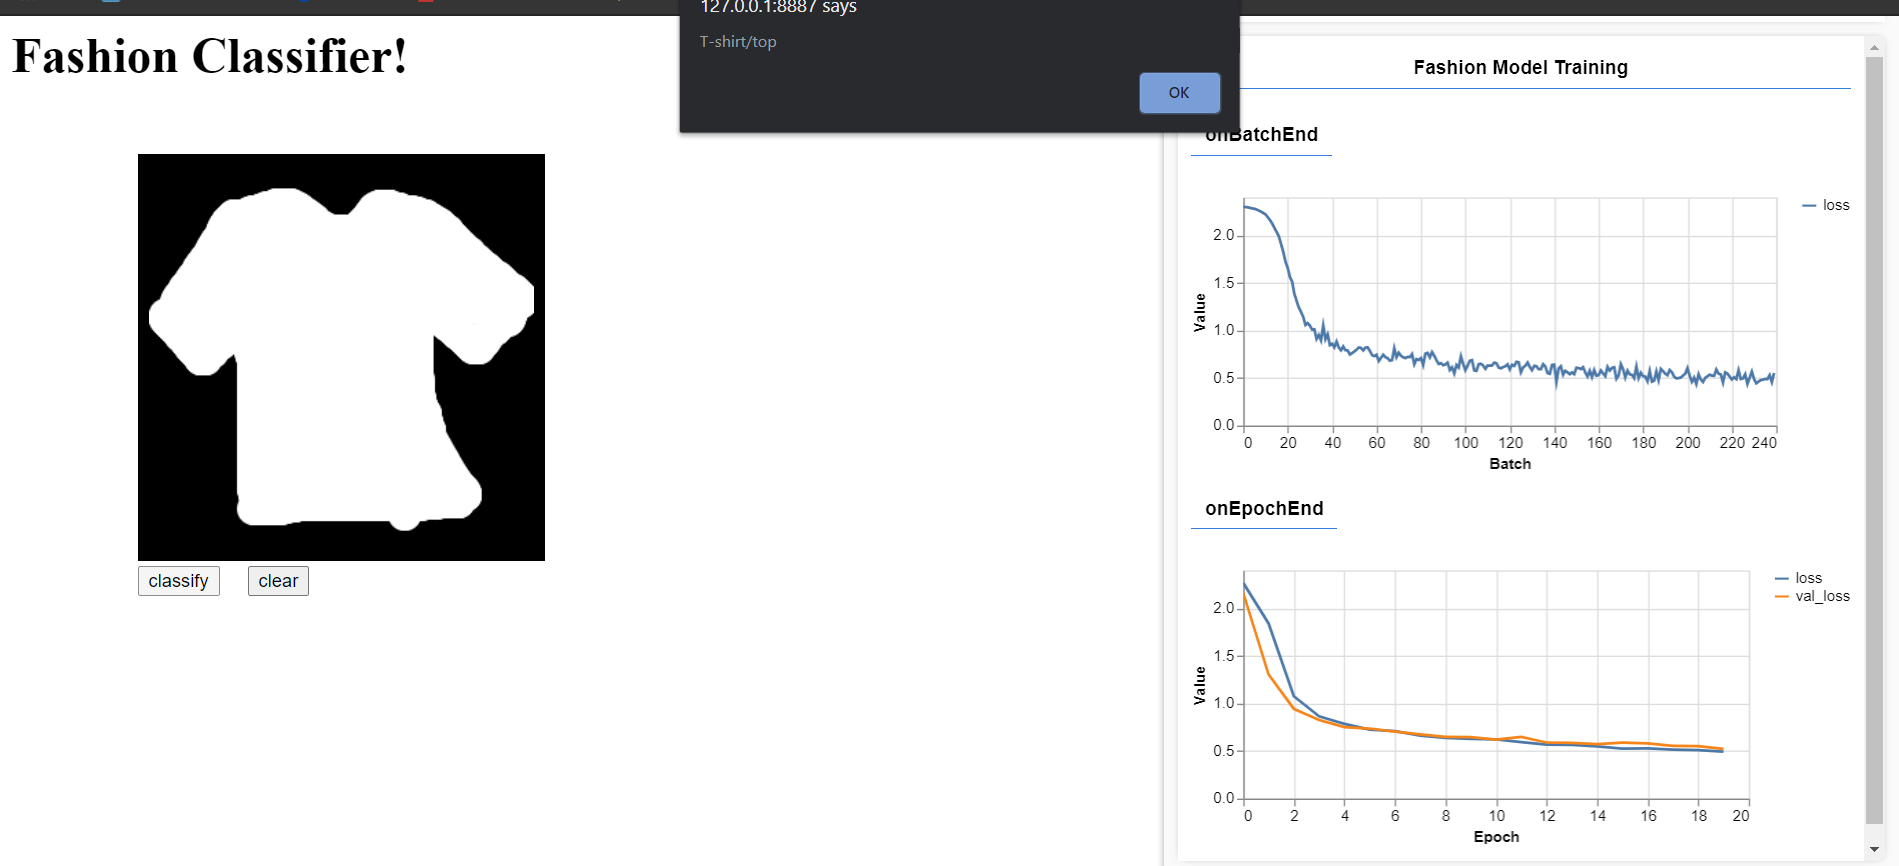 127.0.0.1:8887 says
T-shirt/top
OK
Fashion Classifier!
classify
clear
Fashion Model Training
onBatchEnd
loss
Value
2.0
1.5
1.0
0.5
0.0
0 20 40 60 80 100 120 140 160 180 200 220 240
Batch
onEpochEnd
loss
val_loss
Value
2.0
1.5
1.0
0.5
0.0
0 2 4 6 8 10 12 14 16 18 20
Epoch